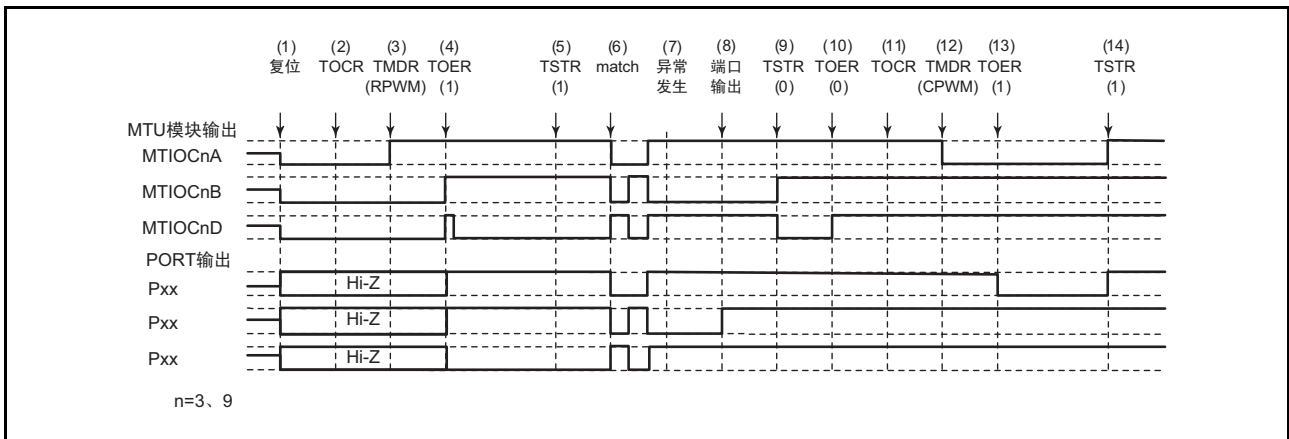 (1) (2) (3) (4) (5) (6) (7) (8) (9) (10) (11) (12) (13) (14)
复位 TOCR TMDR TOER TSTR match 异常 端口 TSTR TOER TOCR TMDR TOER TSTR
(RPWM) (1) (1) 发生 输出 (0) (0) (CPWM) (1) (1)
MTU模块输出
MTIOCnA
MTIOCnB
MTIOCnD
PORT输出
Pxx Hi-Z
Pxx Hi-Z
Pxx Hi-Z
n=3、9